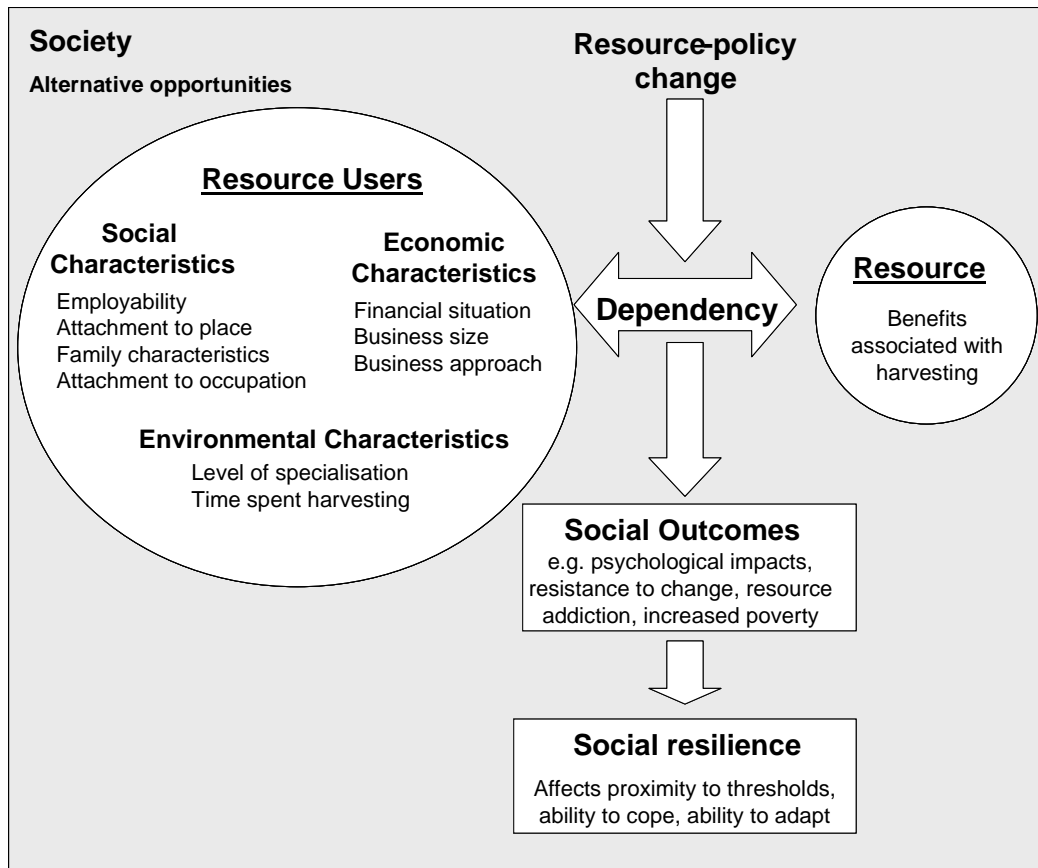 Society
Alternative opportunities
Resource-policy
change
Resource Users
Social
Characteristics
Employability
Attachment to place
Family characteristics
Attachment to occupation
Economic
Characteristics
Financial situation
Business size
Business approach
Environmental Characteristics
Level of specialisation
Time spent harvesting
Dependency
Resource
Benefits
associated with
harvesting
Social Outcomes
e.g. psychological impacts,
resistance to change, resource
addiction, increased poverty
Social resilience
Affects proximity to thresholds,
ability to cope, ability to adapt